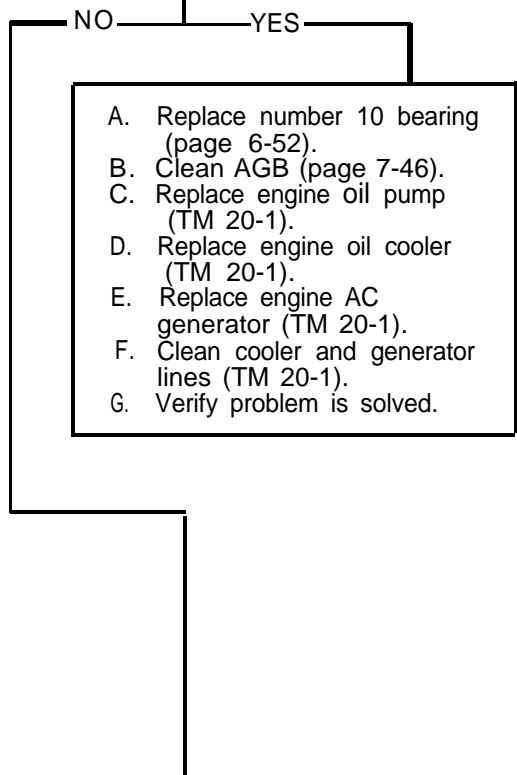 NO YES
A. Replace number 10 bearing
(page 6-52).
B. Clean AGB (page 7-46).
C. Replace engine oil pump
(TM 20-1).
D. Replace engine oil cooler
(TM 20-1).
E. Replace engine AC
generator (TM 20-1).
F. Clean cooler and generator
lines (TM 20-1).
G. Verify problem is solved.